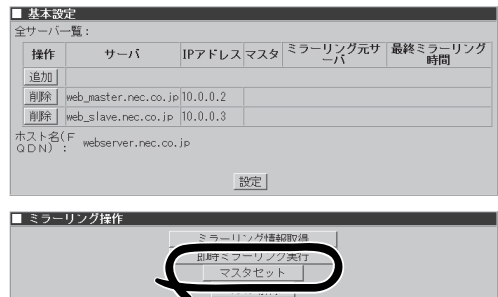 ■ 基本設定
全サーバ一覧：
操作 サーバ IPアドレス マスタ ミラーリング元サーバ 最終ミラーリング時間
追加
削除 web_master.nec.co.jp 10.0.0.2
削除 web_slave.nec.co.jp 10.0.0.3
ホスト名(F
QDN)： webserver.nec.co.jp
設定
■ ミラーリング操作
ミラーリング情報取得
即時ミラーリング実行
マスタセット